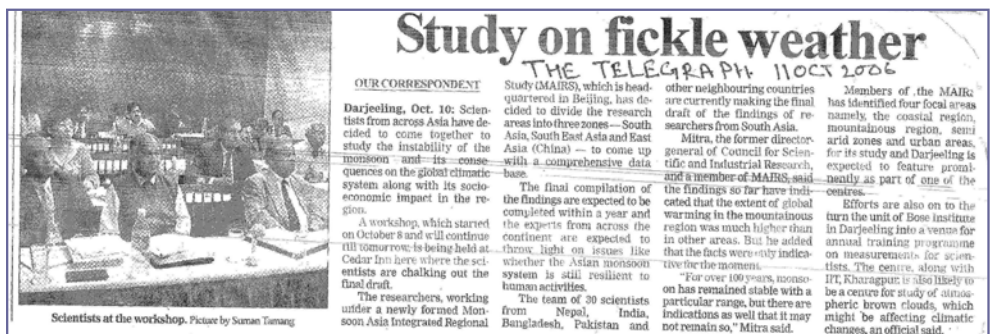 Study on fickle weather
THE TELEGRAPH 11 OCT 2006
OUR CORRESPONDENT
Darjeeling, Oct. 10: Scien-
tists from across Asia have de-
cided to come together to
study the instability of the
monsoon and its conse-
quences on the global climatic
system along with its socio-
economic impact in the re-
gion.
A workshop, which started
on October 8 and will continue
till tomorrow, is being held at
Cedar Inn here where the sci-
entists are chalking out the
final draft.
The researchers, working
under a newly formed Mon-
soon Asia Integrated Regional
Study (MAIRS), which is head-
quartered in Beijing, has de-
cided to divide the research
areas into three zones — South
Asia, South East Asia and East
Asia (China) — to come up
with a comprehensive data
base.
The final compilation of
the findings are expected to be
completed within a year and
the experts from across the
continent are expected to
throw light on issues like
whether the Asian monsoon
system is still resilient to
human activities.
The team of 30 scientists
from Nepal, India,
Bangladesh, Pakistan and
other neighbouring countries
are currently making the final
draft of the findings of re-
searchers from South Asia.
Mitra, the former director-
general of Council for Scien-
tific and Industrial Research,
and a member of MAIRS, said
the findings so far have indi-
cated that the extent of global
warming in the mountainous
region was much higher than
in other areas. But he added
that the facts were only indica-
tive for the moment.
"For over 100 years, monso-
on has remained stable with a
particular range, but there are
indications as well that it may
not remain so," Mitra said.
Members of the MAIRS
has identified four focal areas
namely, the coastal region,
mountainous region, semi
arid zones and urban areas,
for its study and Darjeeling is
expected to feature promi-
nently as part of one of the
centres.
Efforts are also on to the
turn the unit of Bose Institute
in Darjeeling into a venue for
annual training programme
on measurements for scien-
tists. The centre, along with
IIT, Kharagpur, is also likely to
be a centre for study of atmos-
pheric brown clouds, which
might be affecting climatic
changes, an official said.
Scientists at the workshop. Picture by Suman Tamang